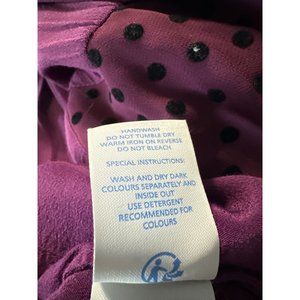 HANDWASH
DO NOT TUMBLE DRY
WARM IRON ON REVERSE
DO NOT BLEACH
SPECIAL INSTRUCTIONS:
WASH AND DRY DARK
COLOURS SEPARATELY AND
INSIDE OUT
USE DETERGENT
RECOMMENDED FOR
COLOURS